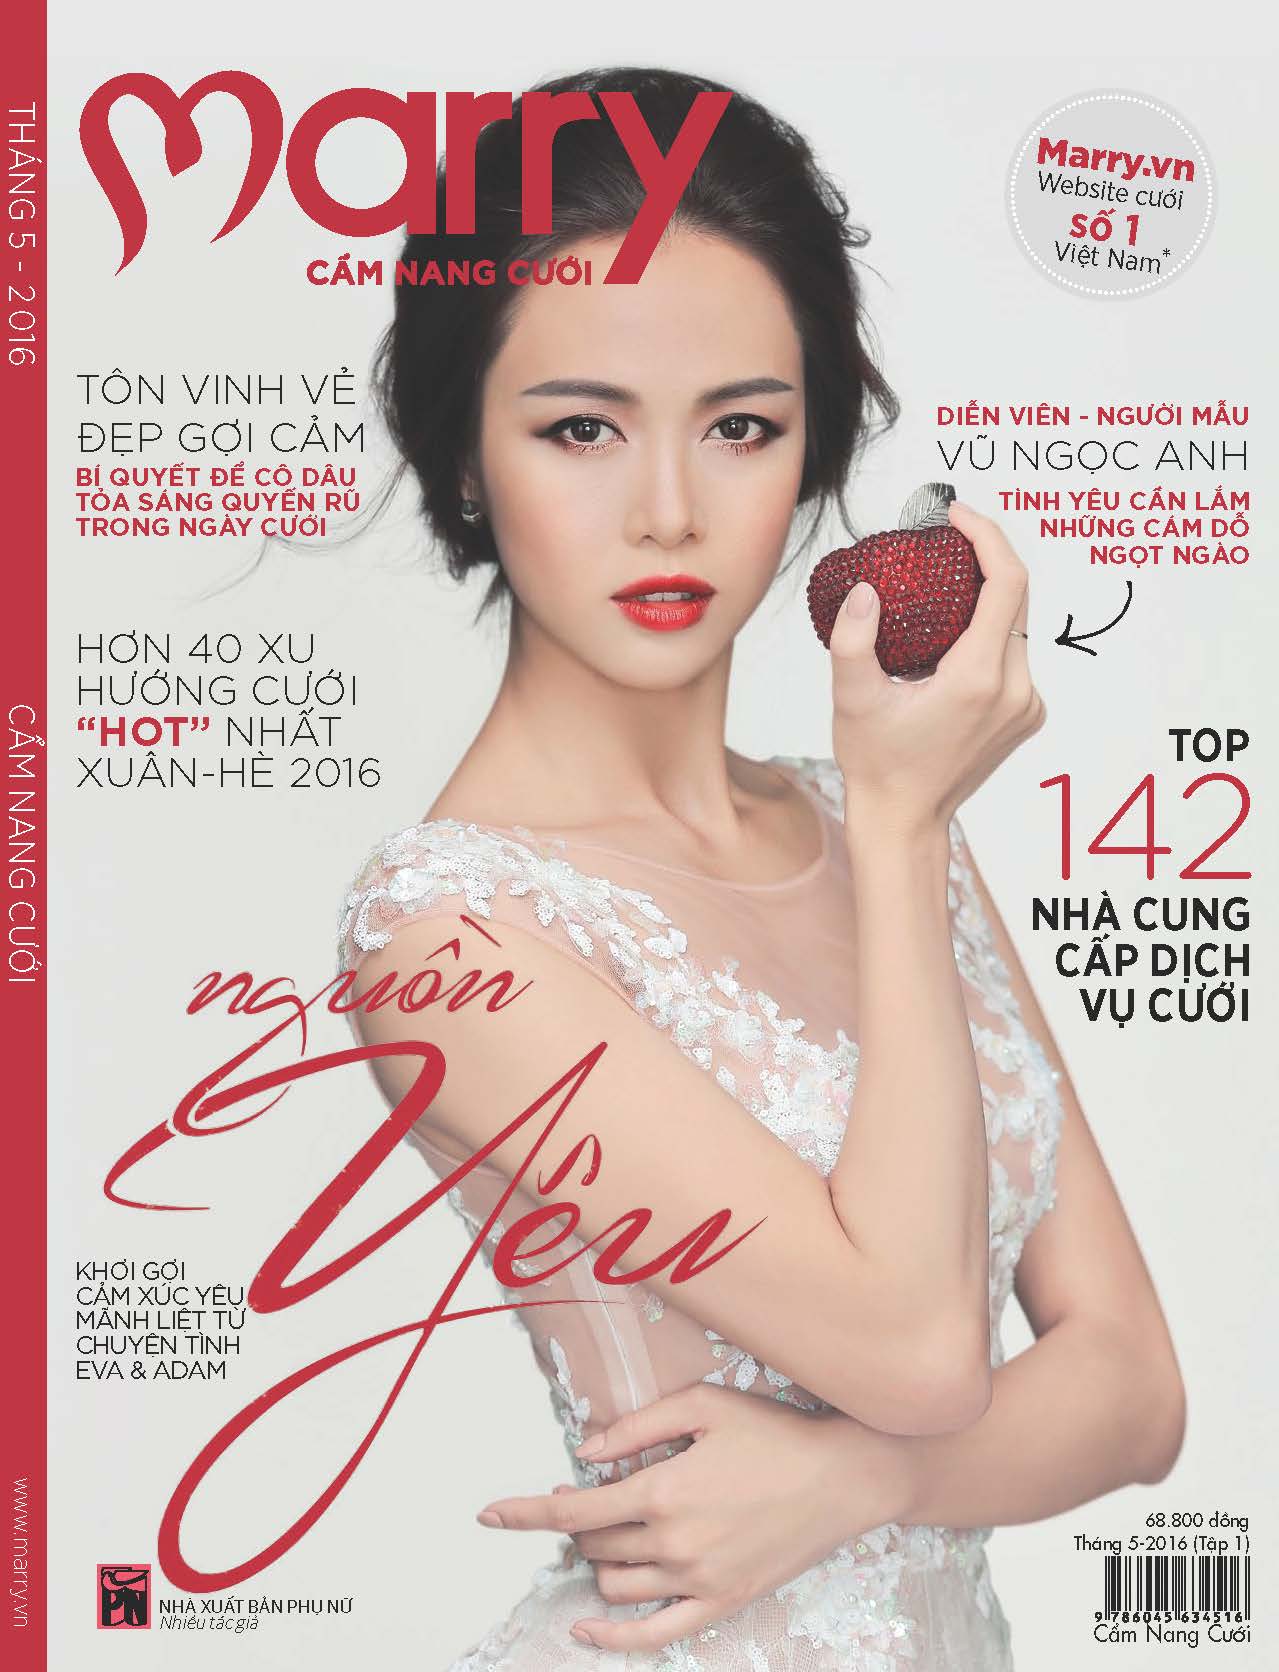 THÁNG 5 - 2016
CẨM NANG CƯỚI
www.marry.vn
marry
CẨM NANG CƯỚI
Marry.vn
Website cưới
số 1
Việt Nam*
TÔN VINH VẺ
ĐẸP GỢI CẢM
BÍ QUYẾT ĐỂ CÔ DÂU
TỎA SÁNG QUYẾN RŨ
TRONG NGÀY CƯỚI
DIỄN VIÊN - NGƯỜI MẪU
VŨ NGỌC ANH
TÌNH YÊU CẦN LẮM
NHỮNG CÁM DỖ
NGỌT NGÀO
HƠN 40 XU
HƯỚNG CƯỚI
“HOT” NHẤT
XUÂN-HÈ 2016
TOP
142
NHÀ CUNG
CẤP DỊCH
VỤ CƯỚI
nguồn
Yêu
KHƠI GỢI
CẢM XÚC YÊU
MÃNH LIỆT TỪ
CHUYỆN TÌNH
EVA & ADAM
PN
NHÀ XUẤT BẢN PHỤ NỮ
Nhiều tác giả
68.800 đồng
Tháng 5-2016 (Tập 1)
9 786045 634516
Cẩm Nang Cưới